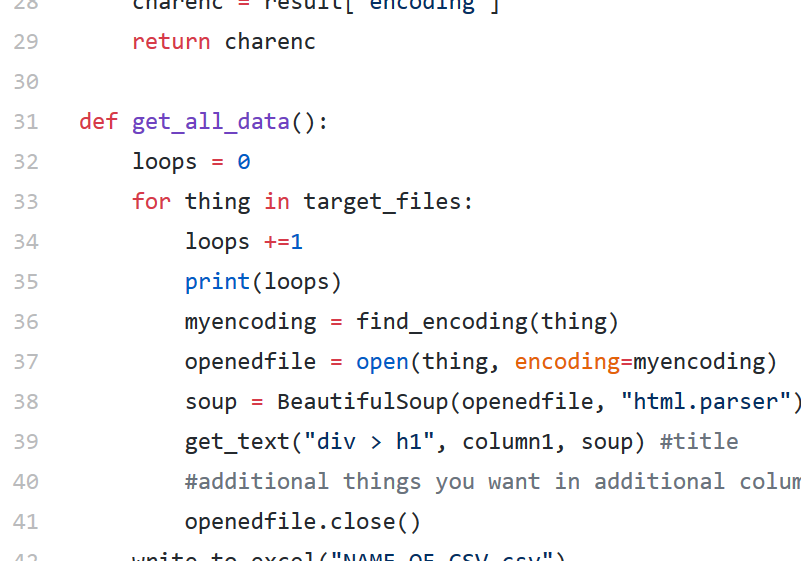 28 charenc = result['encoding']
29 return charenc
30
31 def get_all_data():
32 loops = 0
33 for thing in target_files:
34 loops +=1
35 print(loops)
36 myencoding = find_encoding(thing)
37 openedfile = open(thing, encoding=myencoding)
38 soup = BeautifulSoup(openedfile, "html.parser")
39 get_text("div > h1", column1, soup) #title
40 #additional things you want in additional colum
41 openedfile.close()
42 write_to_excel("NAME_OF_CSV.csv")